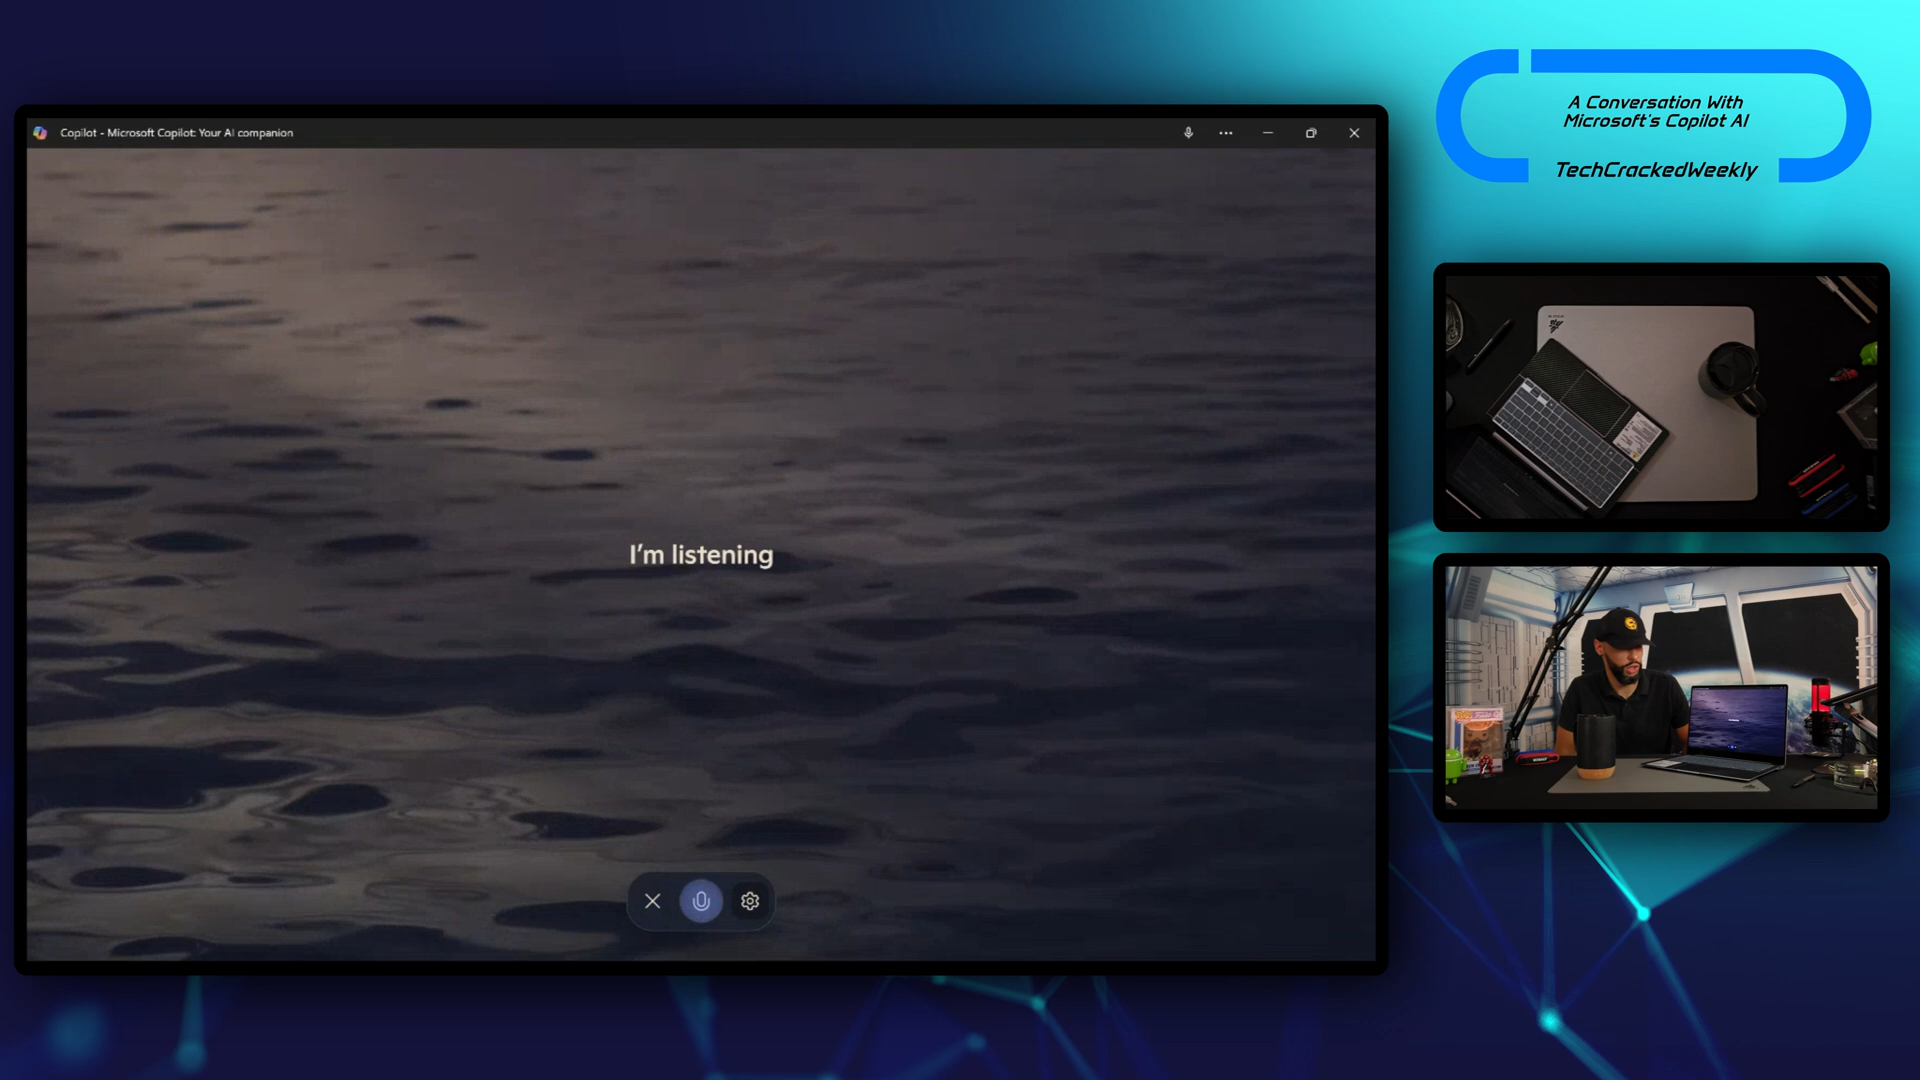 Copilot - Microsoft Copilot: Your AI companion
I'm listening
A Conversation With
Microsoft's Copilot AI
TechCrackedWeekly